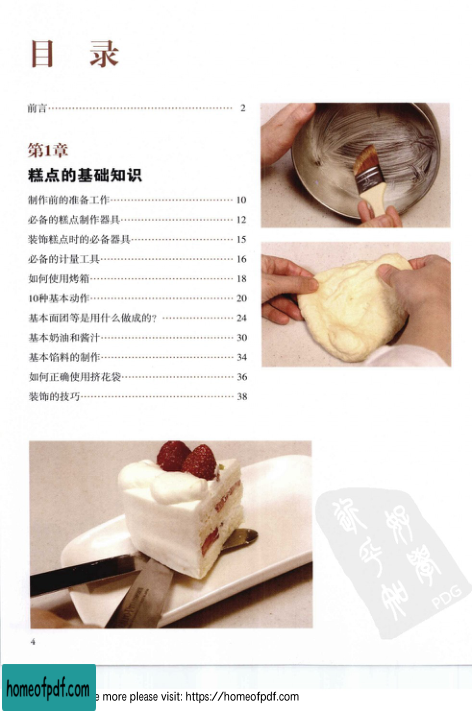 目 录
前言…………………………………………… 2
第1章
糕点的基础知识
制作前的准备工作…………………………… 10
必备的糕点制作器具………………………… 12
装饰糕点时的必备器具……………………… 15
必备的计量工具……………………………… 16
如何使用烤箱………………………………… 18
10种基本动作………………………………… 20
基本面团等是用什么做成的？……………… 24
基本奶油和酱汁……………………………… 30
基本馅料的制作……………………………… 34
如何正确使用挤花袋………………………… 36
装饰的技巧…………………………………… 38
PDG
4
homeofpdf.com
more please visit: https://homeofpdf.com